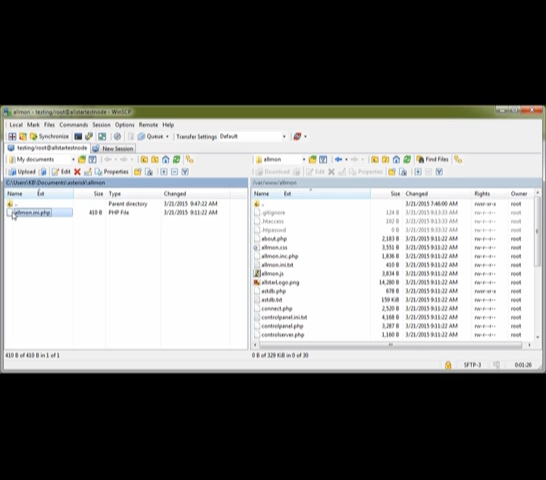 allmon - testing/root@allstartestnode - WinSCP
Local Mark Files Commands Session Options Remote Help
Synchronize Queue Transfer Settings Default
testing/root@allstartestnode New Session
My documents allmon Find Files
Upload Edit Properties Download Edit Properties
C:\Users\KB\Documents\asterisk\allmon /var/www/allmon
Name Ext Size Type Changed Name Ext Size Changed Rights Owner
.. Parent directory 3/21/2015 9:47:22 AM .. 3/21/2015 7:46:00 AM rwxr-xr-x root
allmon.ini.php 410 B PHP File 3/21/2015 9:11:22 AM .gitignore 124 B 3/21/2015 9:13:33 AM rw-r--r-- root
.htaccess 102 B 3/21/2015 9:13:33 AM rw-r--r-- root
.htpasswd 0 B 3/21/2015 9:33:32 AM rw-r--r-- root
about.php 2,183 B 3/21/2015 9:11:22 AM rw-r--r-- root
allmon.css 3,551 B 3/21/2015 9:11:22 AM rw-r--r-- root
allmon.inc.php 1,836 B 3/21/2015 9:11:22 AM rw-r--r-- root
allmon.ini.txt 410 B 3/21/2015 9:11:22 AM rw-r--r-- root
allmon.js 3,834 B 3/21/2015 9:11:22 AM rw-r--r-- root
allstarLogo.png 14,280 B 3/21/2015 9:11:22 AM rw-r--r-- root
astdb.php 678 B 3/21/2015 9:11:22 AM rwxr-xr-x root
astdb.txt 159 KiB 3/21/2015 9:11:22 AM rw-r--r-- root
connect.php 2,520 B 3/21/2015 9:11:22 AM rw-r--r-- root
controlpanel.ini.txt 4,168 B 3/21/2015 9:11:22 AM rw-r--r-- root
controlpanel.php 3,287 B 3/21/2015 9:11:22 AM rw-r--r-- root
controlserver.php 1,160 B 3/21/2015 9:11:22 AM rw-r--r-- root
410 B of 410 B in 1 of 1 0 B of 329 KiB in 0 of 30
SFTP-3 0:01:26